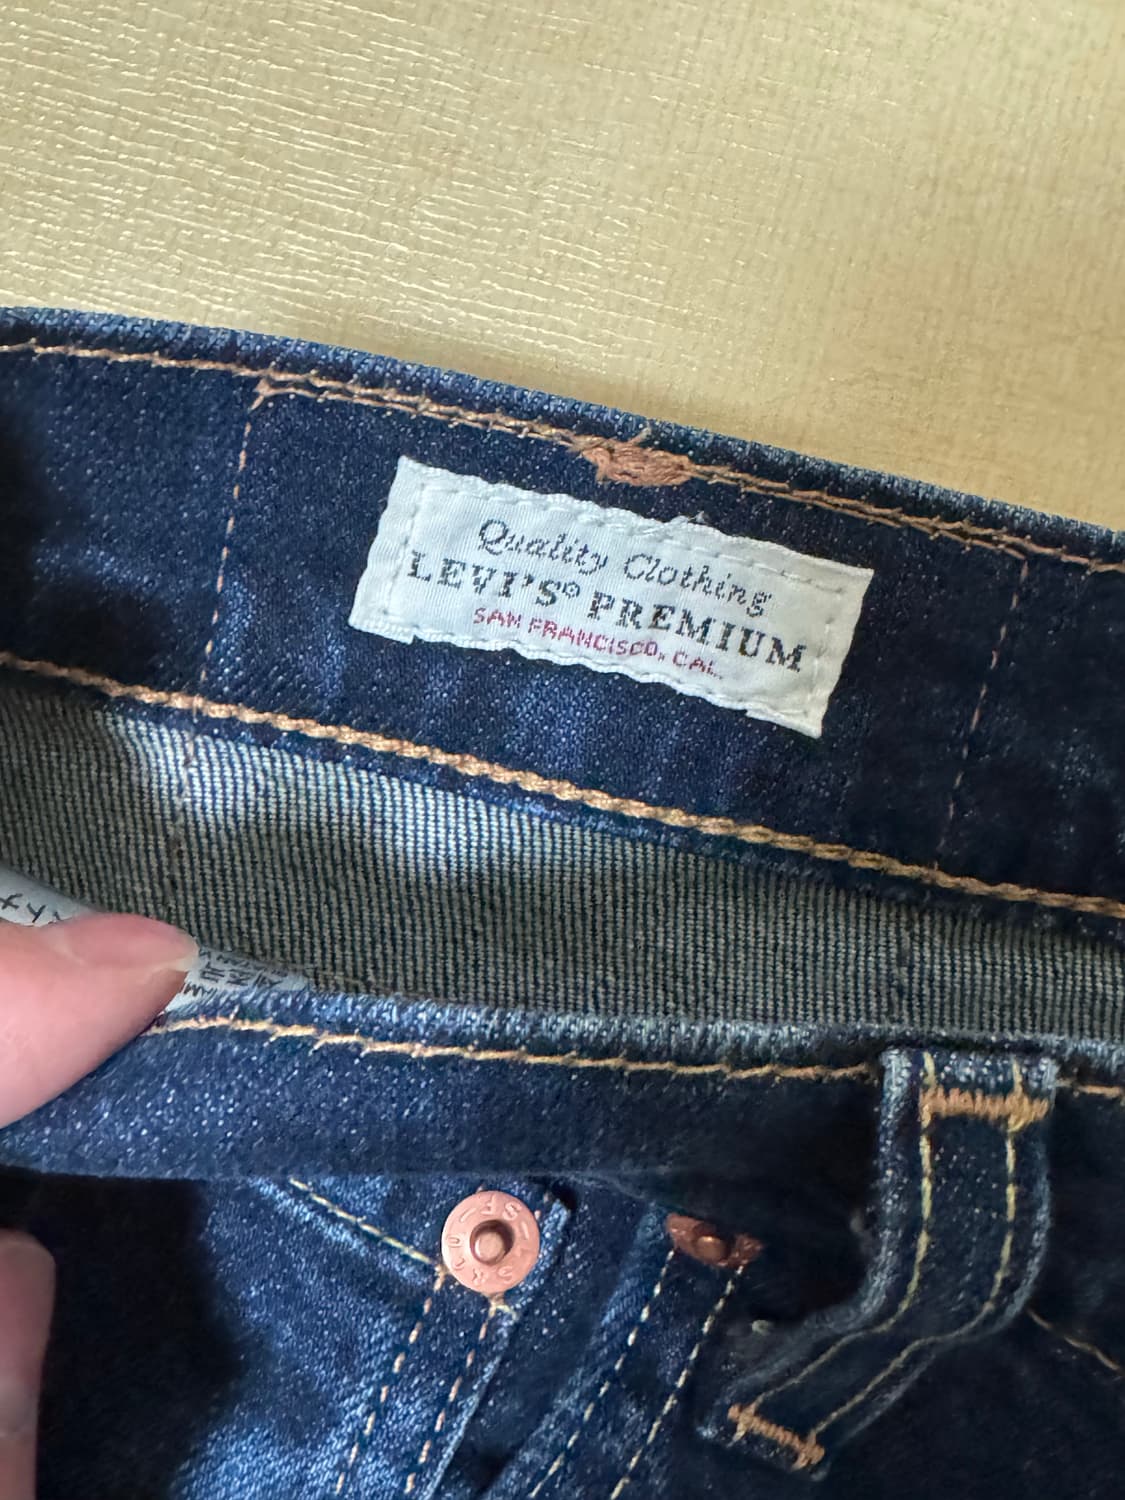 Quality Clothing
LEVI'S® PREMIUM
SAN FRANCISCO, CAL.